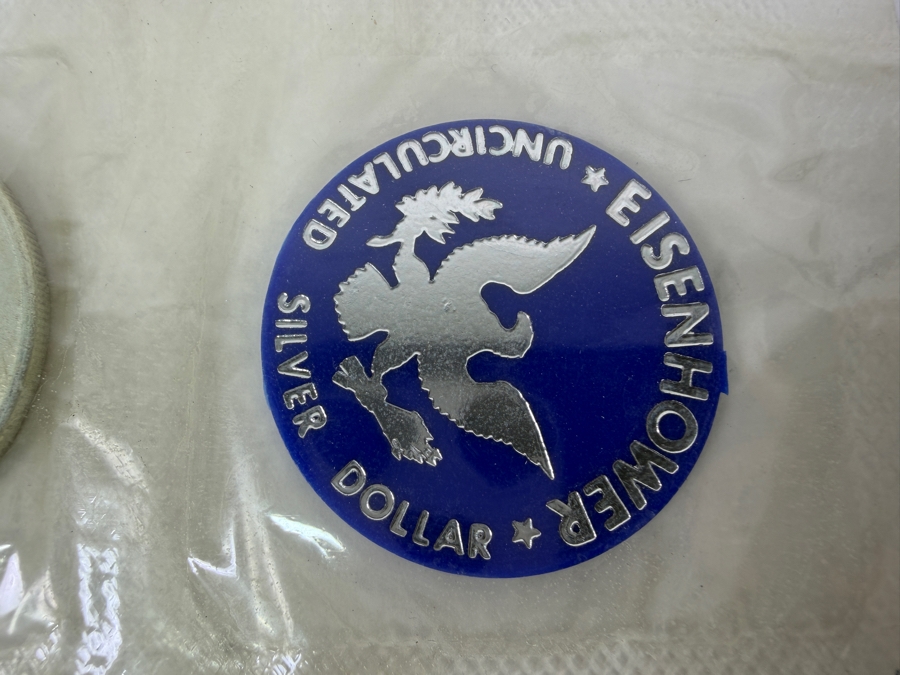 EISENHOWER
UNCIRCULATED SILVER DOLLAR